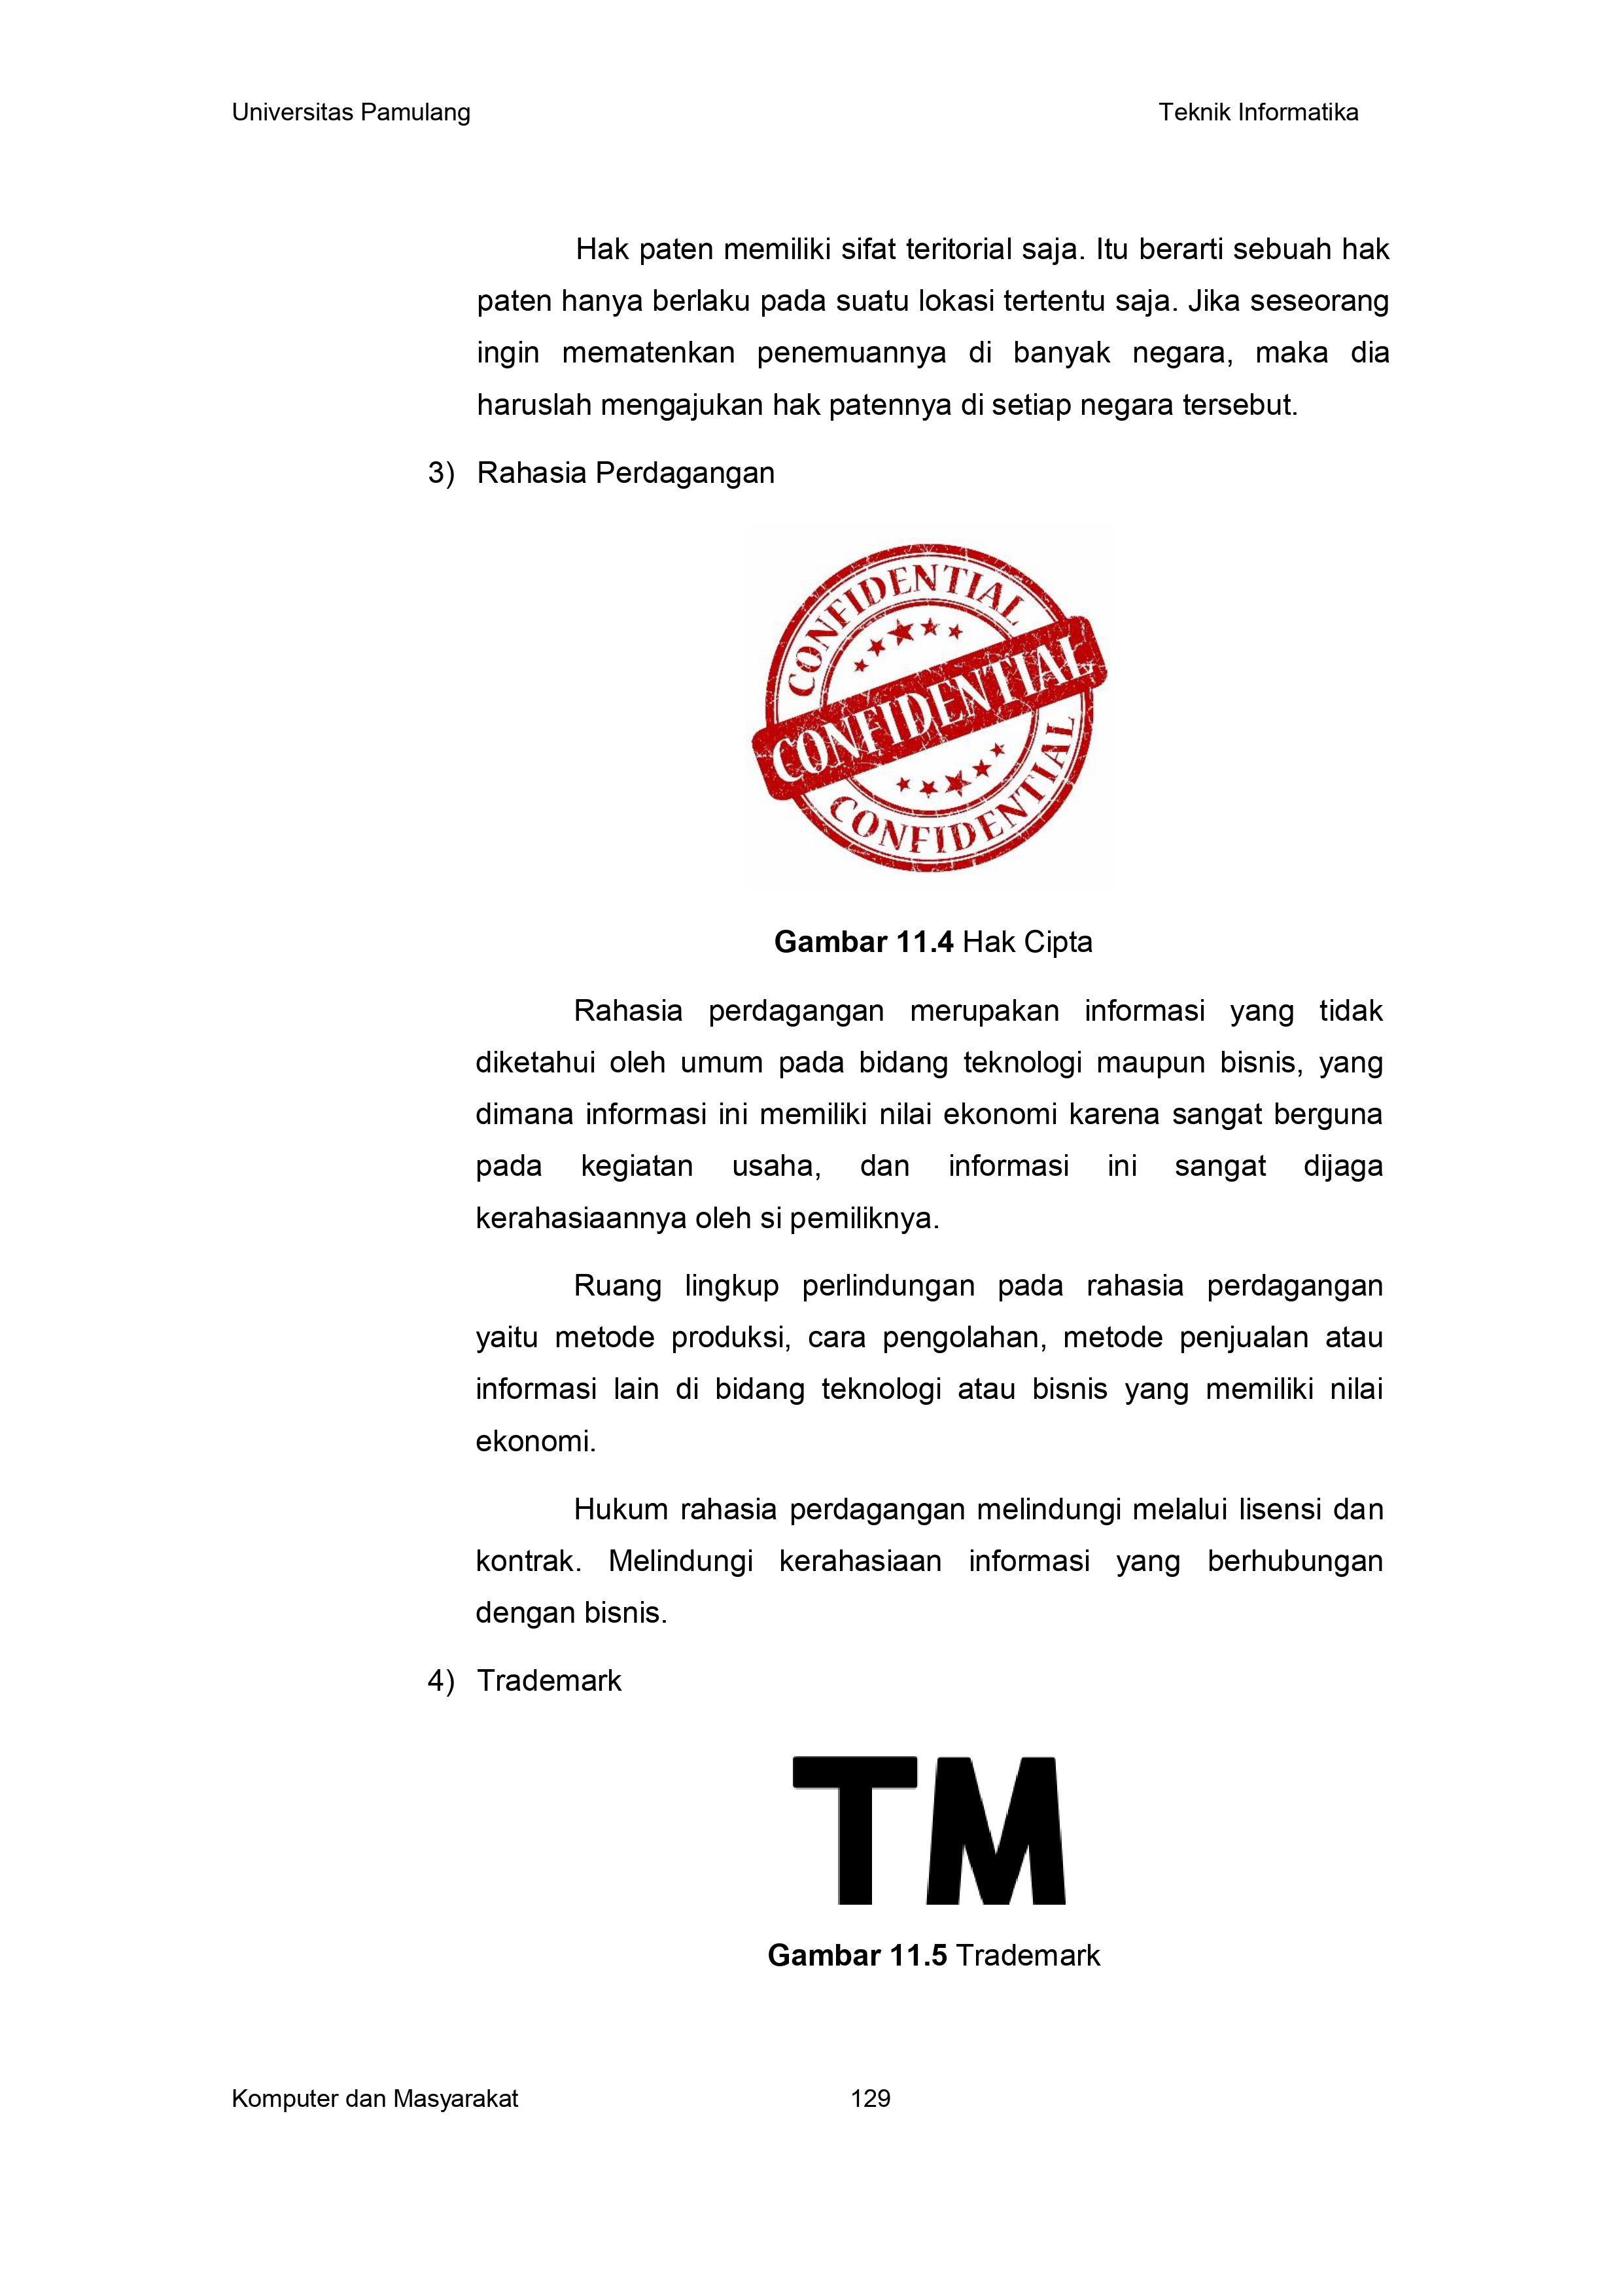 Universitas Pamulang Teknik Informatika
Hak paten memiliki sifat teritorial saja. Itu berarti sebuah hak
paten hanya berlaku pada suatu lokasi tertentu saja. Jika seseorang
ingin mematenkan penemuannya di banyak negara, maka dia
haruslah mengajukan hak patennya di setiap negara tersebut.
3) Rahasia Perdagangan
CONFIDENTIAL
CONFIDENTIAL
CONFIDENTIAL
Gambar 11.4 Hak Cipta
Rahasia perdagangan merupakan informasi yang tidak
diketahui oleh umum pada bidang teknologi maupun bisnis, yang
dimana informasi ini memiliki nilai ekonomi karena sangat berguna
pada kegiatan usaha, dan informasi ini sangat dijaga
kerahasiaannya oleh si pemiliknya.
Ruang lingkup perlindungan pada rahasia perdagangan
yaitu metode produksi, cara pengolahan, metode penjualan atau
informasi lain di bidang teknologi atau bisnis yang memiliki nilai
ekonomi.
Hukum rahasia perdagangan melindungi melalui lisensi dan
kontrak. Melindungi kerahasiaan informasi yang berhubungan
dengan bisnis.
4) Trademark
TM
Gambar 11.5 Trademark
Komputer dan Masyarakat 129